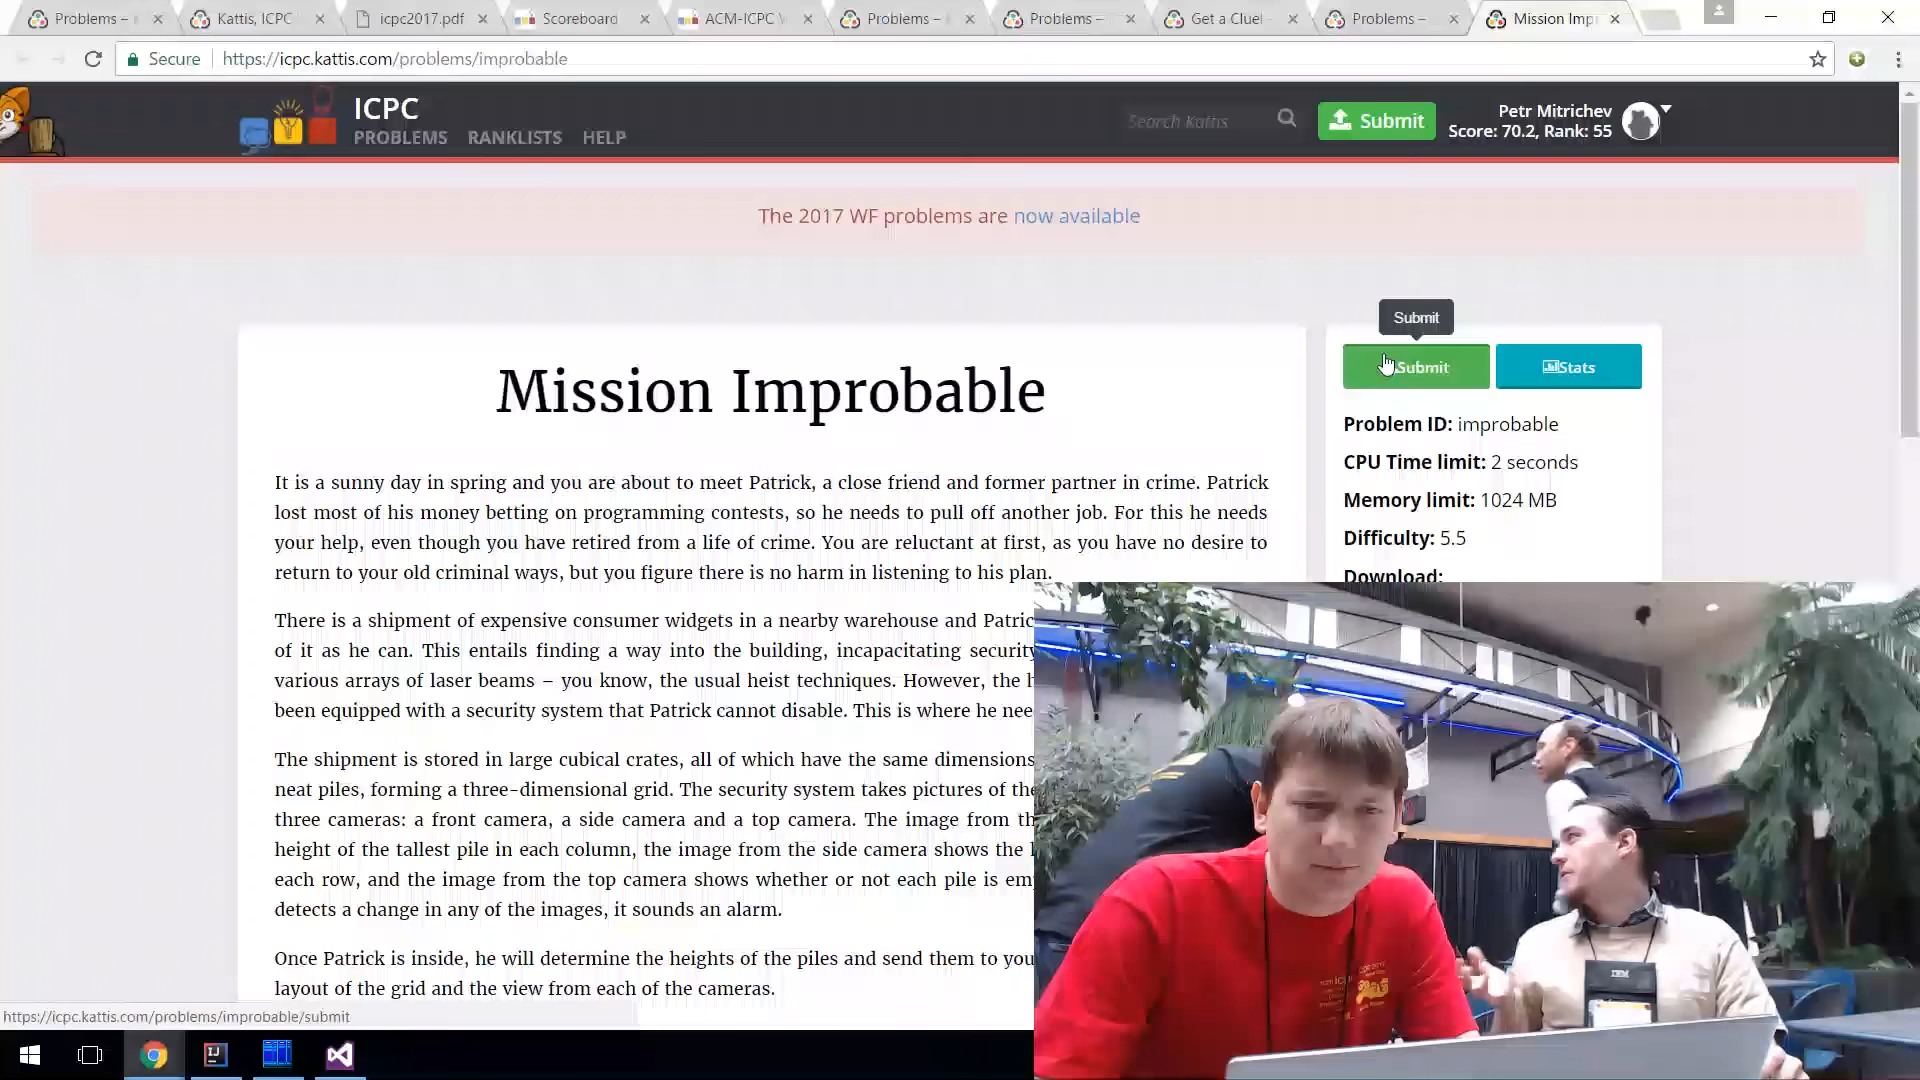 Problems –
Kattis, ICPC
icpc2017.pdf
Scoreboard
ACM-ICPC
Problems –
Problems –
Get a Clue!
Problems –
Mission Imp
Secure
https://icpc.kattis.com/problems/improbable
ICPC
PROBLEMS RANKLISTS HELP
Search Kattis
Submit
Petr Mitrichev
Score: 70.2, Rank: 55
The 2017 WF problems are now available
Submit
Submit
Stats
Mission Improbable
Problem ID: improbable
CPU Time limit: 2 seconds
Memory limit: 1024 MB
Difficulty: 5.5
Download:
It is a sunny day in spring and you are about to meet Patrick, a close friend and former partner in crime. Patrick
lost most of his money betting on programming contests, so he needs to pull off another job. For this he needs
your help, even though you have retired from a life of crime. You are reluctant at first, as you have no desire to
return to your old criminal ways, but you figure there is no harm in listening to his plan.
There is a shipment of expensive consumer widgets in a nearby warehouse and Patric
of it as he can. This entails finding a way into the building, incapacitating security
various arrays of laser beams – you know, the usual heist techniques. However, the h
been equipped with a security system that Patrick cannot disable. This is where he nee
The shipment is stored in large cubical crates, all of which have the same dimensions
neat piles, forming a three-dimensional grid. The security system takes pictures of the
three cameras: a front camera, a side camera and a top camera. The image from th
height of the tallest pile in each column, the image from the side camera shows the
each row, and the image from the top camera shows whether or not each pile is em
detects a change in any of the images, it sounds an alarm.
Once Patrick is inside, he will determine the heights of the piles and send them to you
layout of the grid and the view from each of the cameras.
https://icpc.kattis.com/problems/improbable/submit
IBM